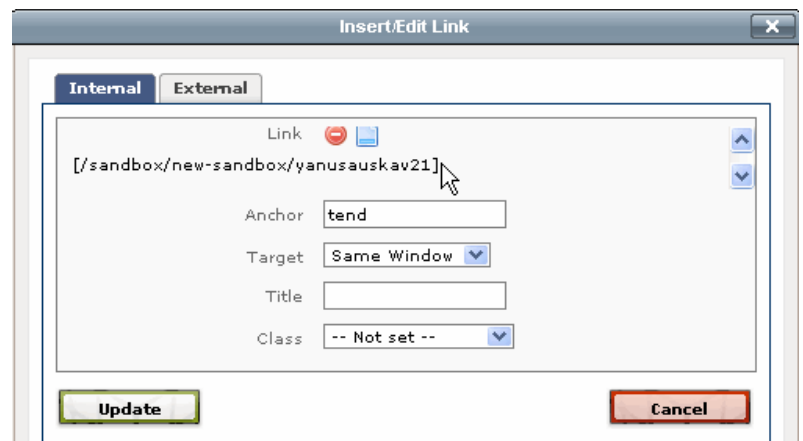 Insert/Edit Link
Internal External
Link
[/sandbox/new-sandbox/yanusauskav21]
Anchor tend
Target Same Window
Title
Class -- Not set --
Update Cancel